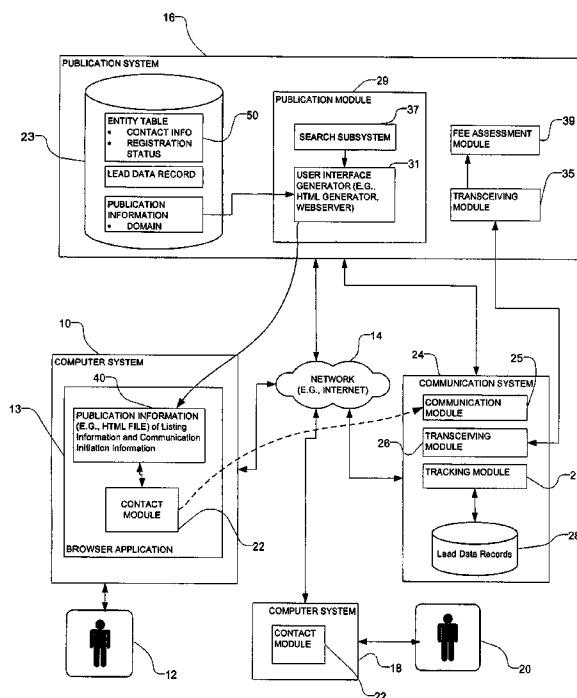 16
PUBLICATION SYSTEM
29
PUBLICATION MODULE
37
ENTITY TABLE
• CONTACT INFO
• REGISTRATION
STATUS
50
23
SEARCH SUBSYSTEM
FEE ASSESSMENT
MODULE
39
LEAD DATA RECORD
31
USER INTERFACE
GENERATOR (E.G.,
HTML GENERATOR,
WEBSERVER)
TRANSCEIVING
MODULE
35
PUBLICATION
INFORMATION
• DOMAIN
10
COMPUTER SYSTEM
14
NETWORK
(E.G., INTERNET)
24
25
COMMUNICATION SYSTEM
COMMUNICATION
MODULE
40
13
PUBLICATION INFORMATION
(E.G., HTML FILE) of Listing
Information and Communication
Initiation Information
26
TRANSCEIVING
MODULE
TRACKING MODULE
2
CONTACT
MODULE
22
BROWSER APPLICATION
Lead Data Records
28
12
COMPUTER SYSTEM
CONTACT
MODULE
22
18
20